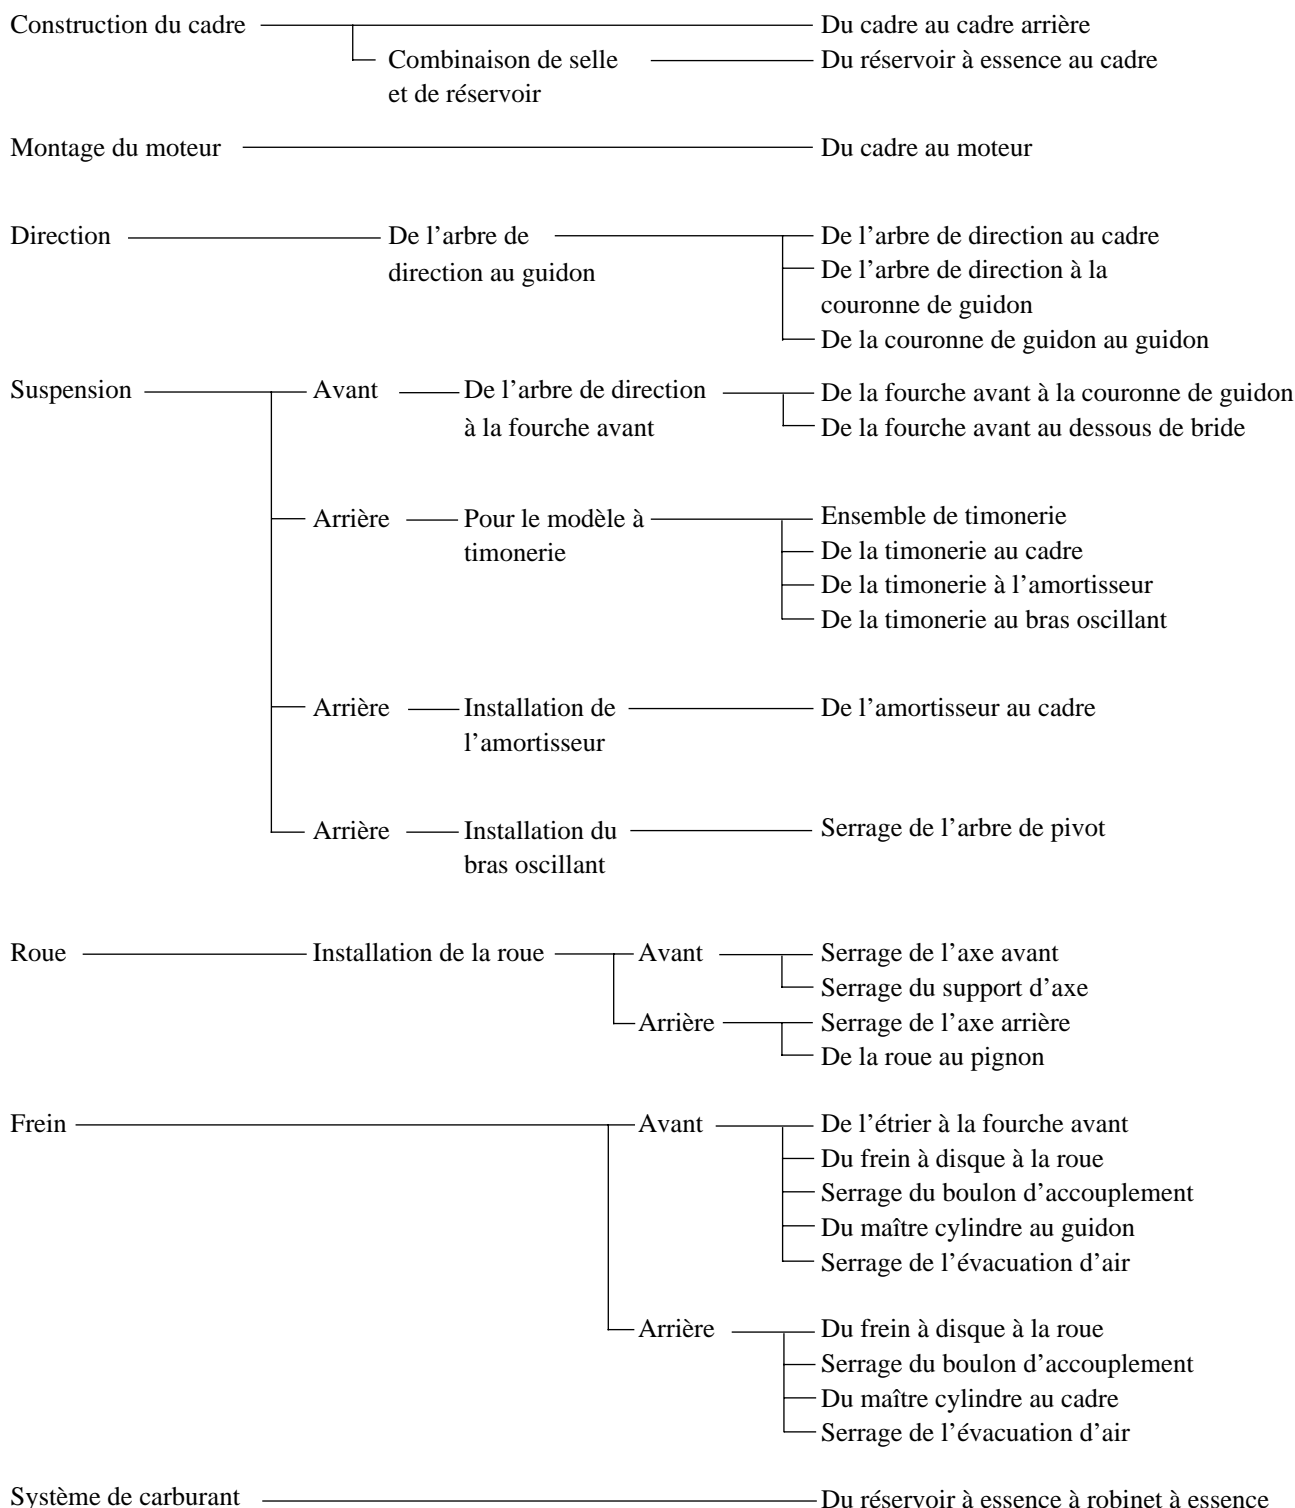 Construction du cadre
Du cadre au cadre arrière
Combinaison de selle
et de réservoir
Du réservoir à essence au cadre
Montage du moteur
Du cadre au moteur
Direction
De l’arbre de
direction au guidon
De l’arbre de direction au cadre
De l’arbre de direction à la
couronne de guidon
De la couronne de guidon au guidon
Suspension
Avant
De l’arbre de direction
à la fourche avant
De la fourche avant à la couronne de guidon
De la fourche avant au dessous de bride
Arrière
Pour le modèle à
timonerie
Ensemble de timonerie
De la timonerie au cadre
De la timonerie à l’amortisseur
De la timonerie au bras oscillant
Arrière
Installation de
l’amortisseur
De l’amortisseur au cadre
Arrière
Installation du
bras oscillant
Serrage de l’arbre de pivot
Roue
Installation de la roue
Avant
Serrage de l’axe avant
Serrage du support d’axe
Arrière
Serrage de l’axe arrière
De la roue au pignon
Frein
Avant
De l’étrier à la fourche avant
Du frein à disque à la roue
Serrage du boulon d’accouplement
Du maître cylindre au guidon
Serrage de l’évacuation d’air
Arrière
Du frein à disque à la roue
Serrage du boulon d’accouplement
Du maître cylindre au cadre
Serrage de l’évacuation d’air
Système de carburant
Du réservoir à essence à robinet à essence